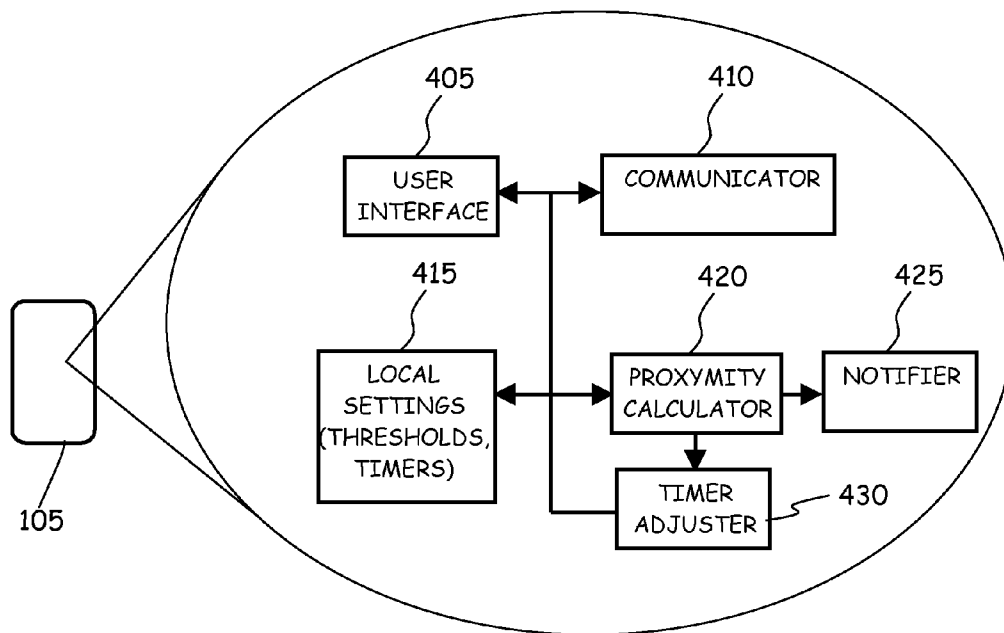 405
410
USER
INTERFACE
COMMUNICATOR
415
420
425
LOCAL
SETTINGS
(THRESHOLDS,
TIMERS)
PROXYMITY
CALCULATOR
NOTIFIER
105
TIMER
ADJUSTER
430